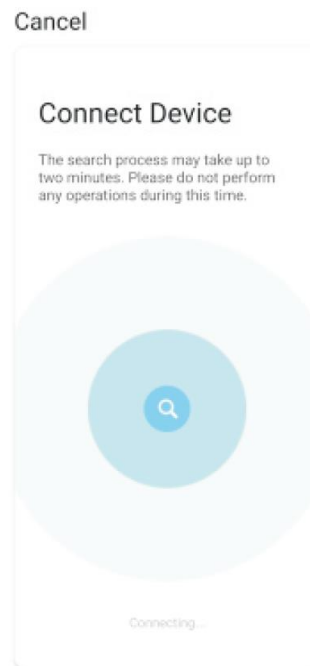 Cancel
Connect Device
The search process may take up to
two minutes. Please do not perform
any operations during this time.
Connecting...